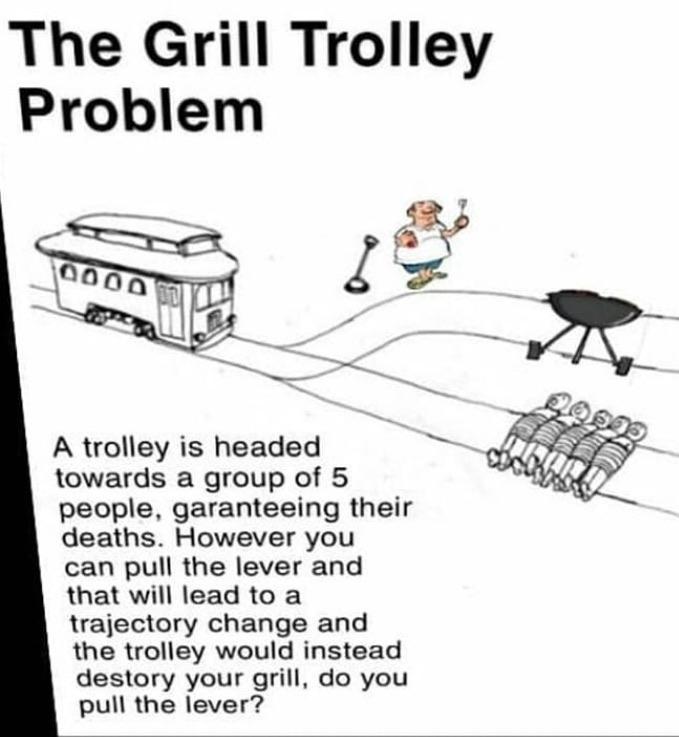 The Grill Trolley
Problem
A trolley is headed
towards a group of 5
people, garanteeing their
deaths. However you
can pull the lever and
that will lead to a
trajectory change and
the trolley would instead
destory your grill, do you
pull the lever?